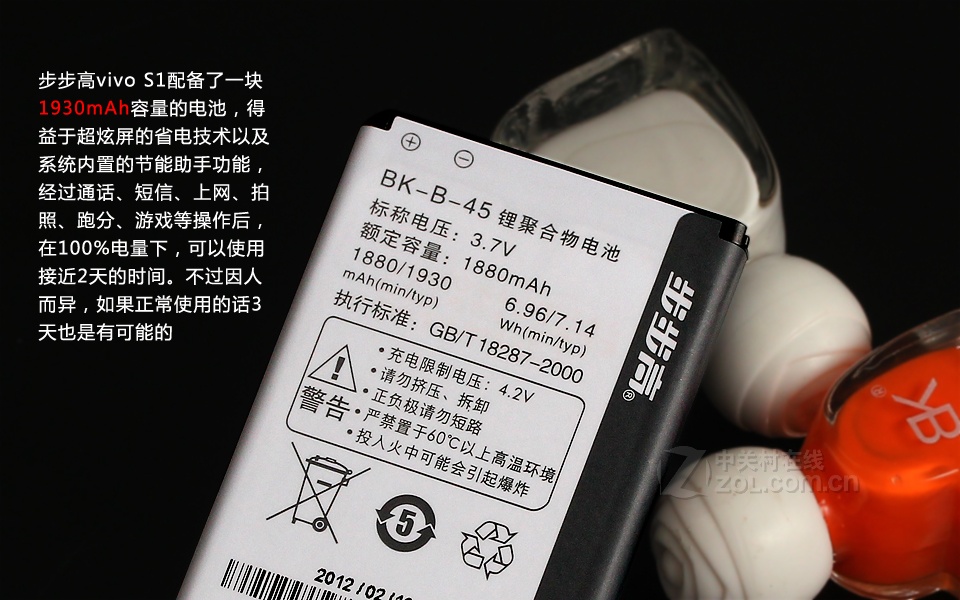 步步高vivo S1配备了一块
1930mAh容量的电池，得
益于超炫屏的省电技术以及
系统内置的节能助手功能，
经过通话、短信、上网、拍
照、跑分、游戏等操作后，
在100%电量下，可以使用
接近2天的时间。不过因人
而异，如果正常使用的话3
天也是有可能的
BK-B-45 锂聚合物电池
标称电压：3.7V
额定容量：1880mAh
1880/1930 6.96/7.14
mAh(min/typ) Wh(min/typ)
执行标准：GB/T18287-2000
警告
•充电限制电压：4.2V
•请勿挤压、拆卸
•正负极请勿短路
•严禁置于60℃以上高温环境
•投入火中可能会引起爆炸
5
2012/02/
步步高®
中关村在线
ZOL.com.cn